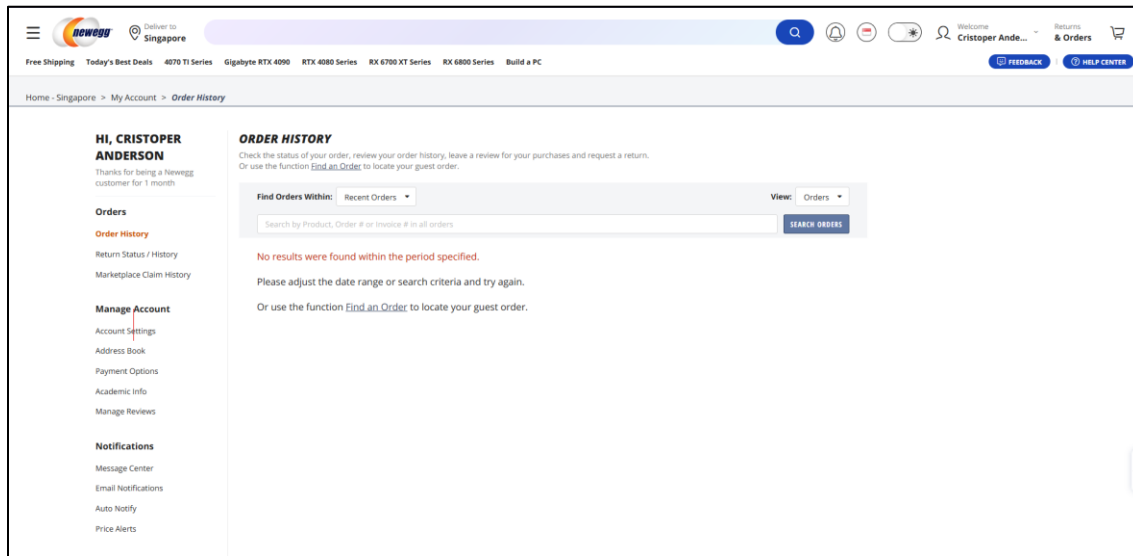 newegg
Deliver to
Singapore
Welcome
Cristoper Ande...
Returns
& Orders
Free Shipping Today's Best Deals 4070 TI Series Gigabyte RTX 4090 RTX 4080 Series RX 6700 XT Series RX 6800 Series Build a PC
FEEDBACK
HELP CENTER
Home - Singapore > My Account > Order History
HI, CRISTOPER
ANDERSON
Thanks for being a Newegg
customer for 1 month
Orders
Order History
Return Status / History
Marketplace Claim History
Manage Account
Account Settings
Address Book
Payment Options
Academic Info
Manage Reviews
Notifications
Message Center
Email Notifications
Auto Notify
Price Alerts
ORDER HISTORY
Check the status of your order, review your order history, leave a review for your purchases and request a return.
Or use the function Find an Order to locate your guest order.
Find Orders Within: Recent Orders
View: Orders
Search by Product, Order # or Invoice # in all orders
SEARCH ORDERS
No results were found within the period specified.
Please adjust the date range or search criteria and try again.
Or use the function Find an Order to locate your guest order.